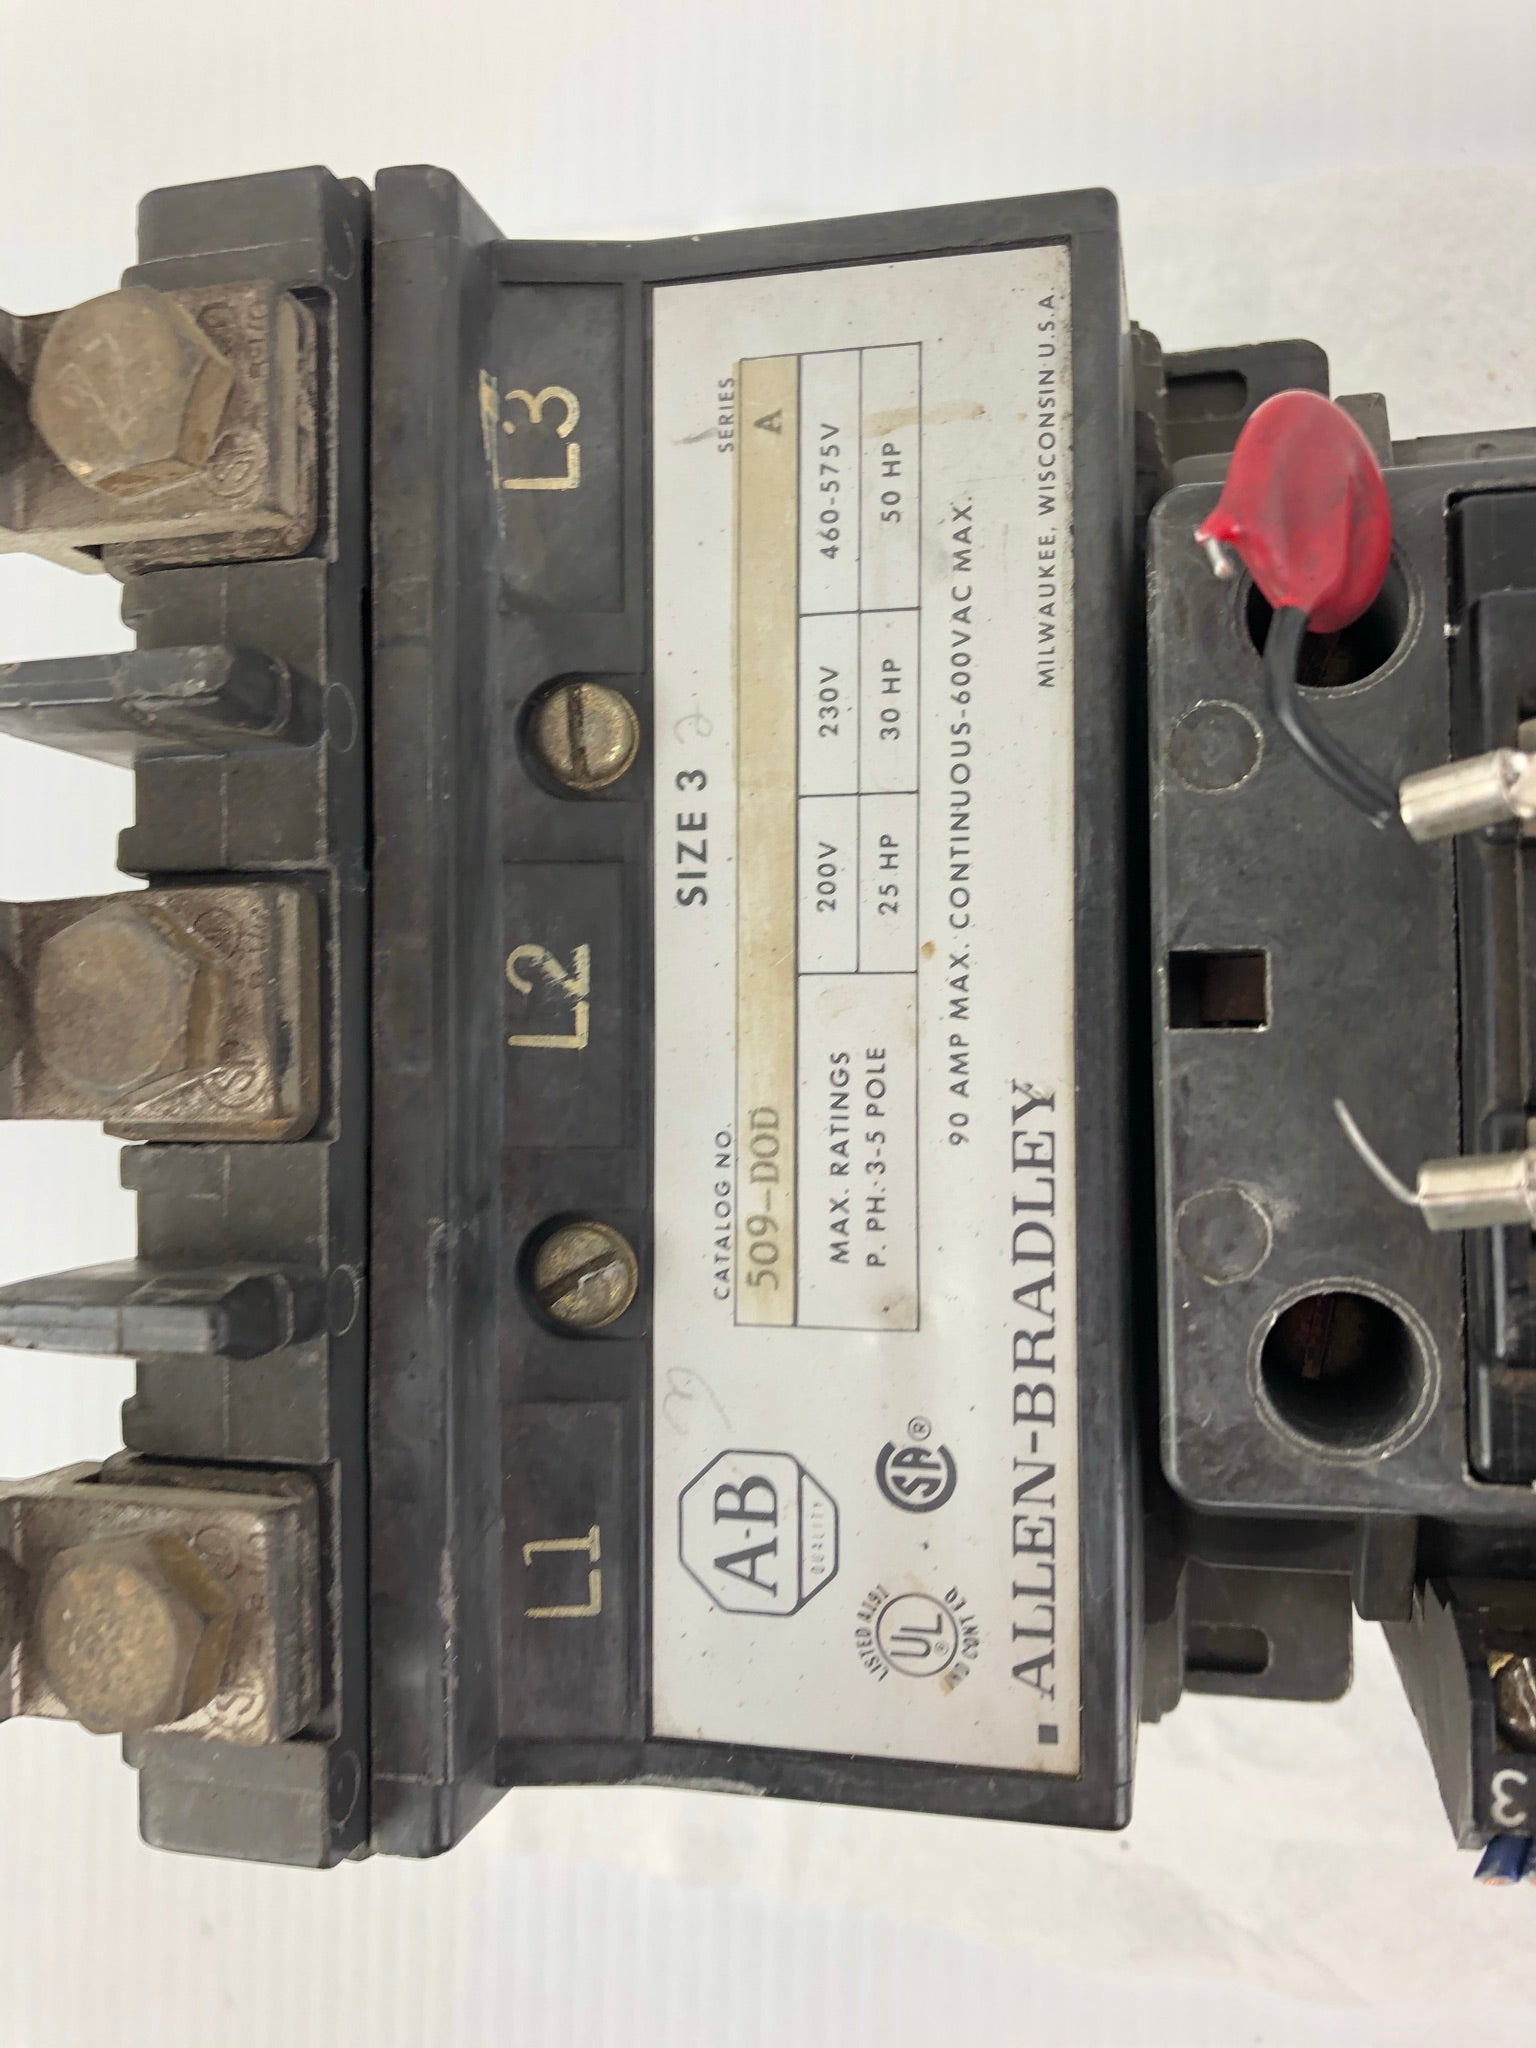 L1 L2 L3
SIZE 3
CATALOG NO. SERIES
509-DOD A
MAX. RATINGS
P. PH.-3-5 POLE
200V 230V 460-575V
25 HP 30 HP 50 HP
90 AMP MAX. CONTINUOUS-600VAC MAX.
A-B
QUALITY
LISTED
UL
®
SA®
ALLEN-BRADLEY
MILWAUKEE, WISCONSIN U.S.A.
3